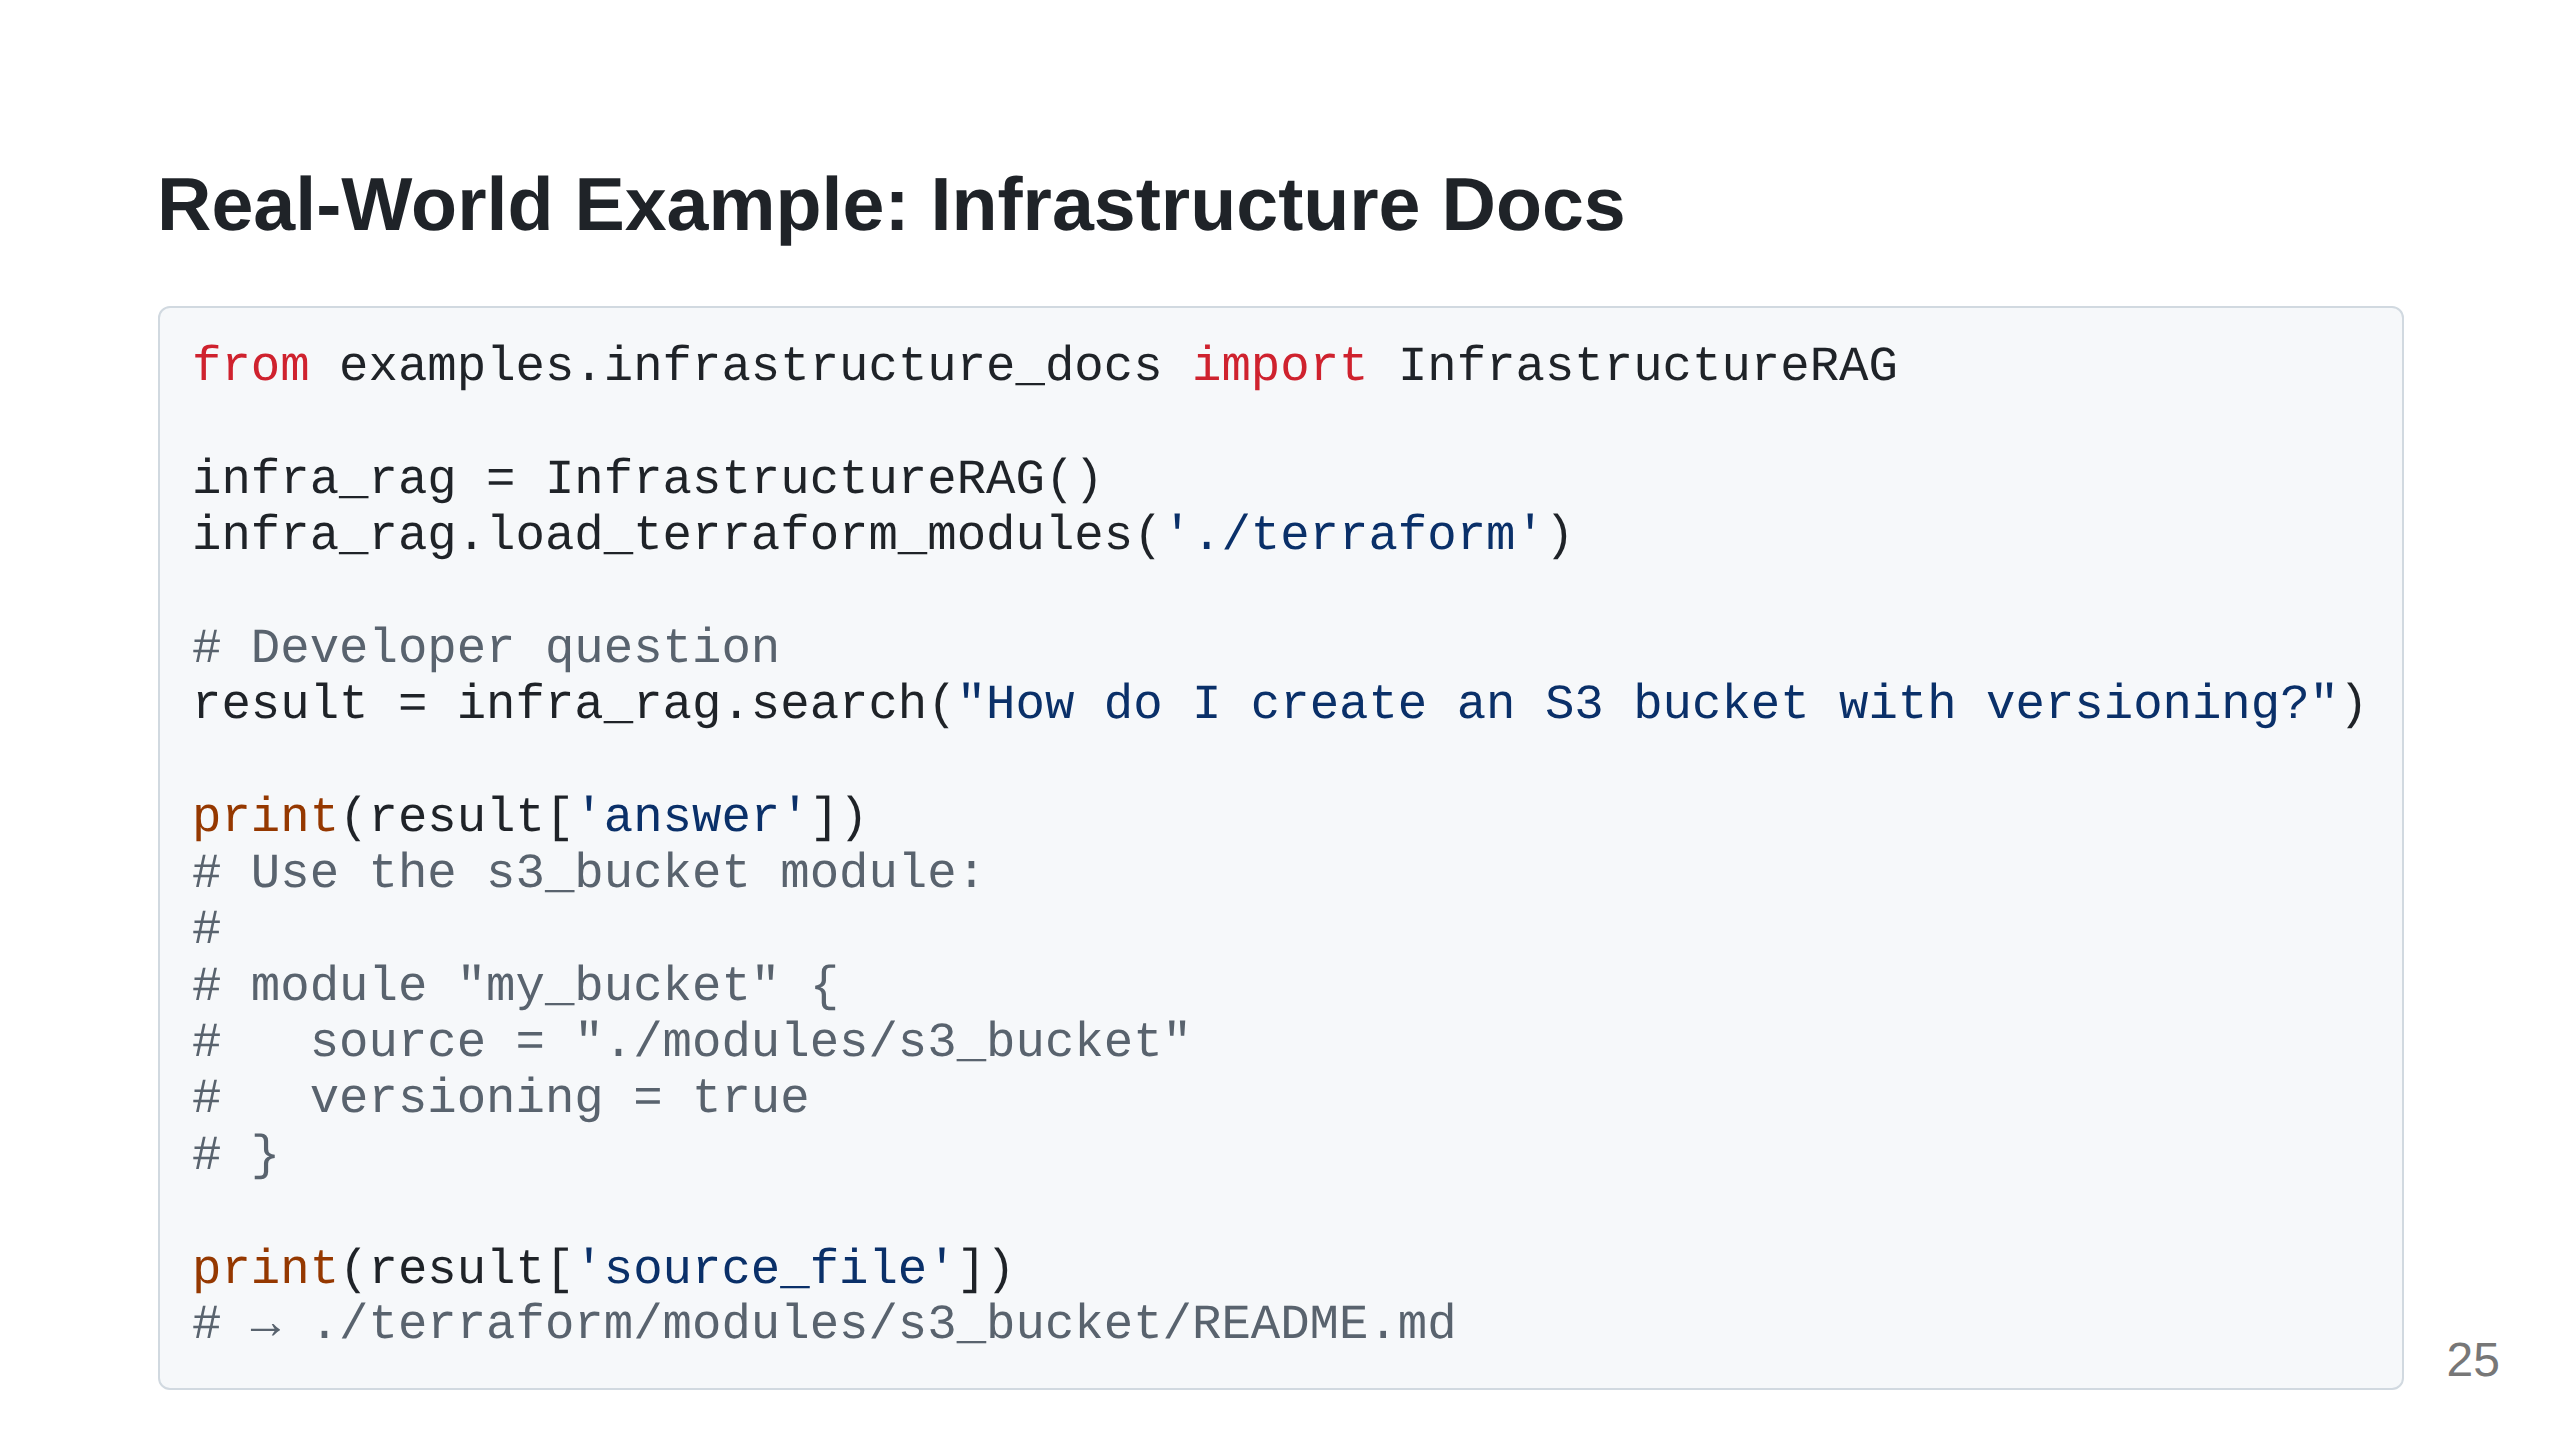 Real-World Example: Infrastructure Docs
from examples.infrastructure_docs import InfrastructureRAG
infra_rag = InfrastructureRAG()
infra_rag.load_terraform_modules('./terraform')
# Developer question
result = infra_rag.search("How do I create an S3 bucket with versioning?")
print(result['answer'])
# Use the s3_bucket module:
#
# module "my_bucket" {
#   source = "./modules/s3_bucket"
#   versioning = true
# }
print(result['source_file'])
# → ./terraform/modules/s3_bucket/README.md
25